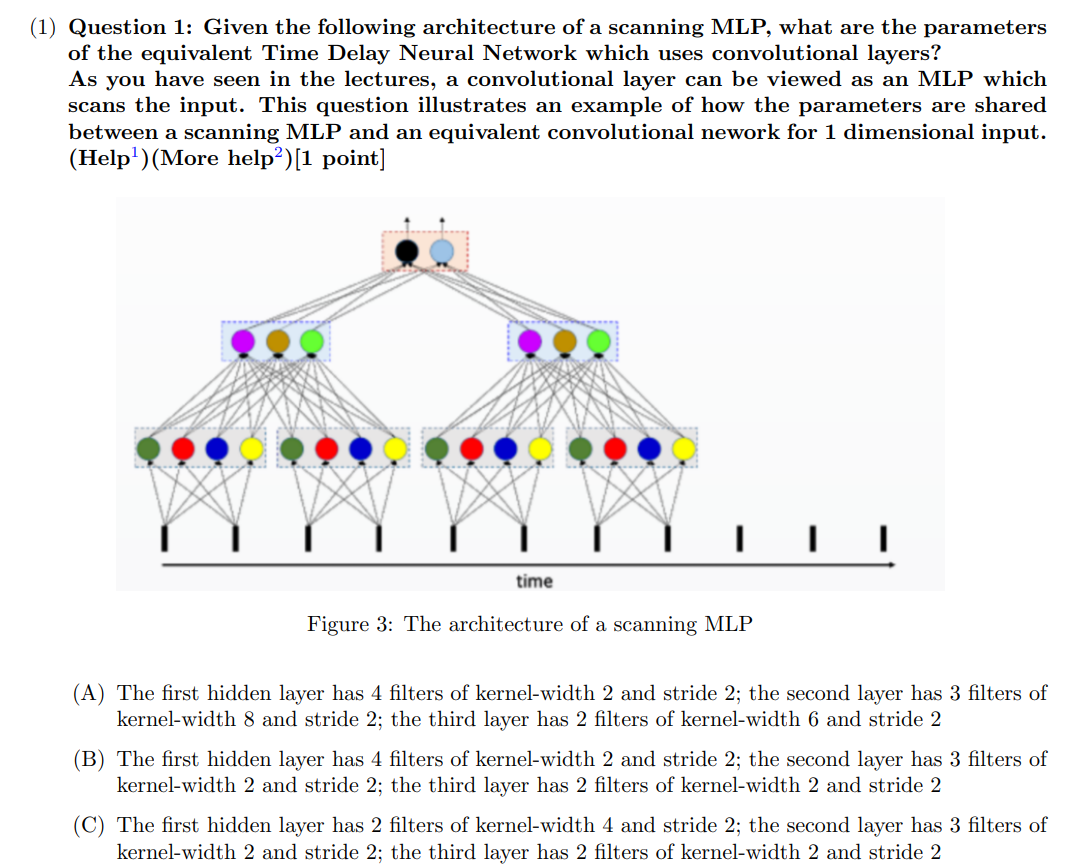 (1) Question 1: Given the following architecture of a scanning MLP, what are the parameters
of the equivalent Time Delay Neural Network which uses convolutional layers?
As you have seen in the lectures, a convolutional layer can be viewed as an MLP which
scans the input. This question illustrates an example of how the parameters are shared
between a scanning MLP and an equivalent convolutional nework for 1 dimensional input.
(Help1)(More help2)[1 point]
time
Figure 3: The architecture of a scanning MLP
(A) The first hidden layer has 4 filters of kernel-width 2 and stride 2; the second layer has 3 filters of
kernel-width 8 and stride 2; the third layer has 2 filters of kernel-width 6 and stride 2
(B) The first hidden layer has 4 filters of kernel-width 2 and stride 2; the second layer has 3 filters of
kernel-width 2 and stride 2; the third layer has 2 filters of kernel-width 2 and stride 2
(C) The first hidden layer has 2 filters of kernel-width 4 and stride 2; the second layer has 3 filters of
kernel-width 2 and stride 2; the third layer has 2 filters of kernel-width 2 and stride 2